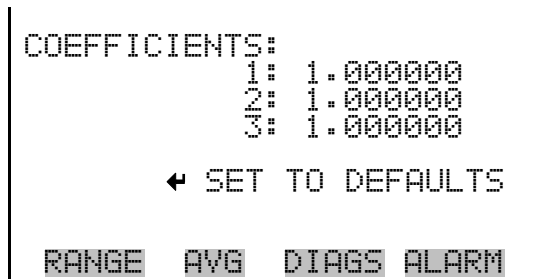 COEFFICIENTS:
1: 1.000000
2: 1.000000
3: 1.000000
↵ SET TO DEFAULTS
RANGE AVG DIAGS ALARM